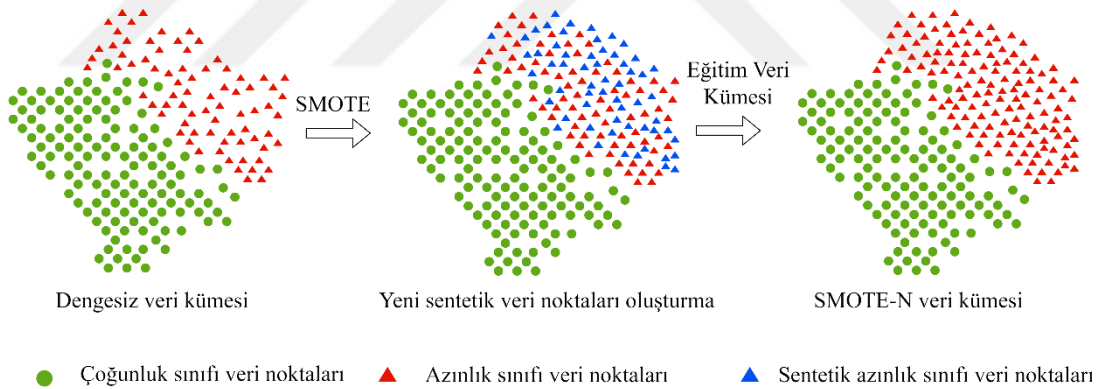 SMOTE
Eğitim Veri
Kümesi
Dengesiz veri kümesi
Yeni sentetik veri noktaları oluşturma
SMOTE-N veri kümesi
Çoğunluk sınıfı veri noktaları
Azınlık sınıfı veri noktaları
Sentetik azınlık sınıfı veri noktaları